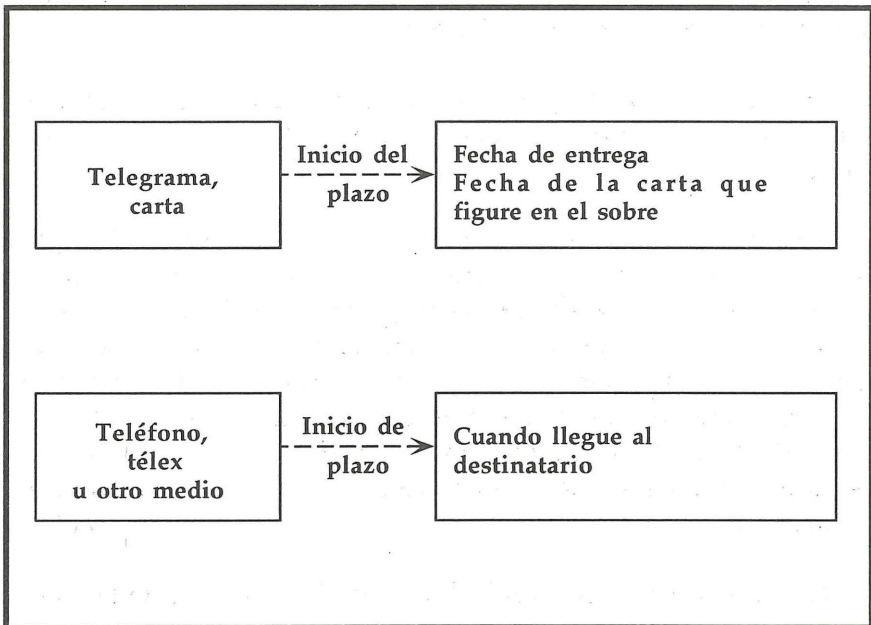 Telegrama,
carta
Inicio del
plazo
Fecha de entrega
Fecha de la carta que
figure en el sobre
Teléfono,
télex
u otro medio
Inicio de
plazo
Cuando llegue al
destinatario